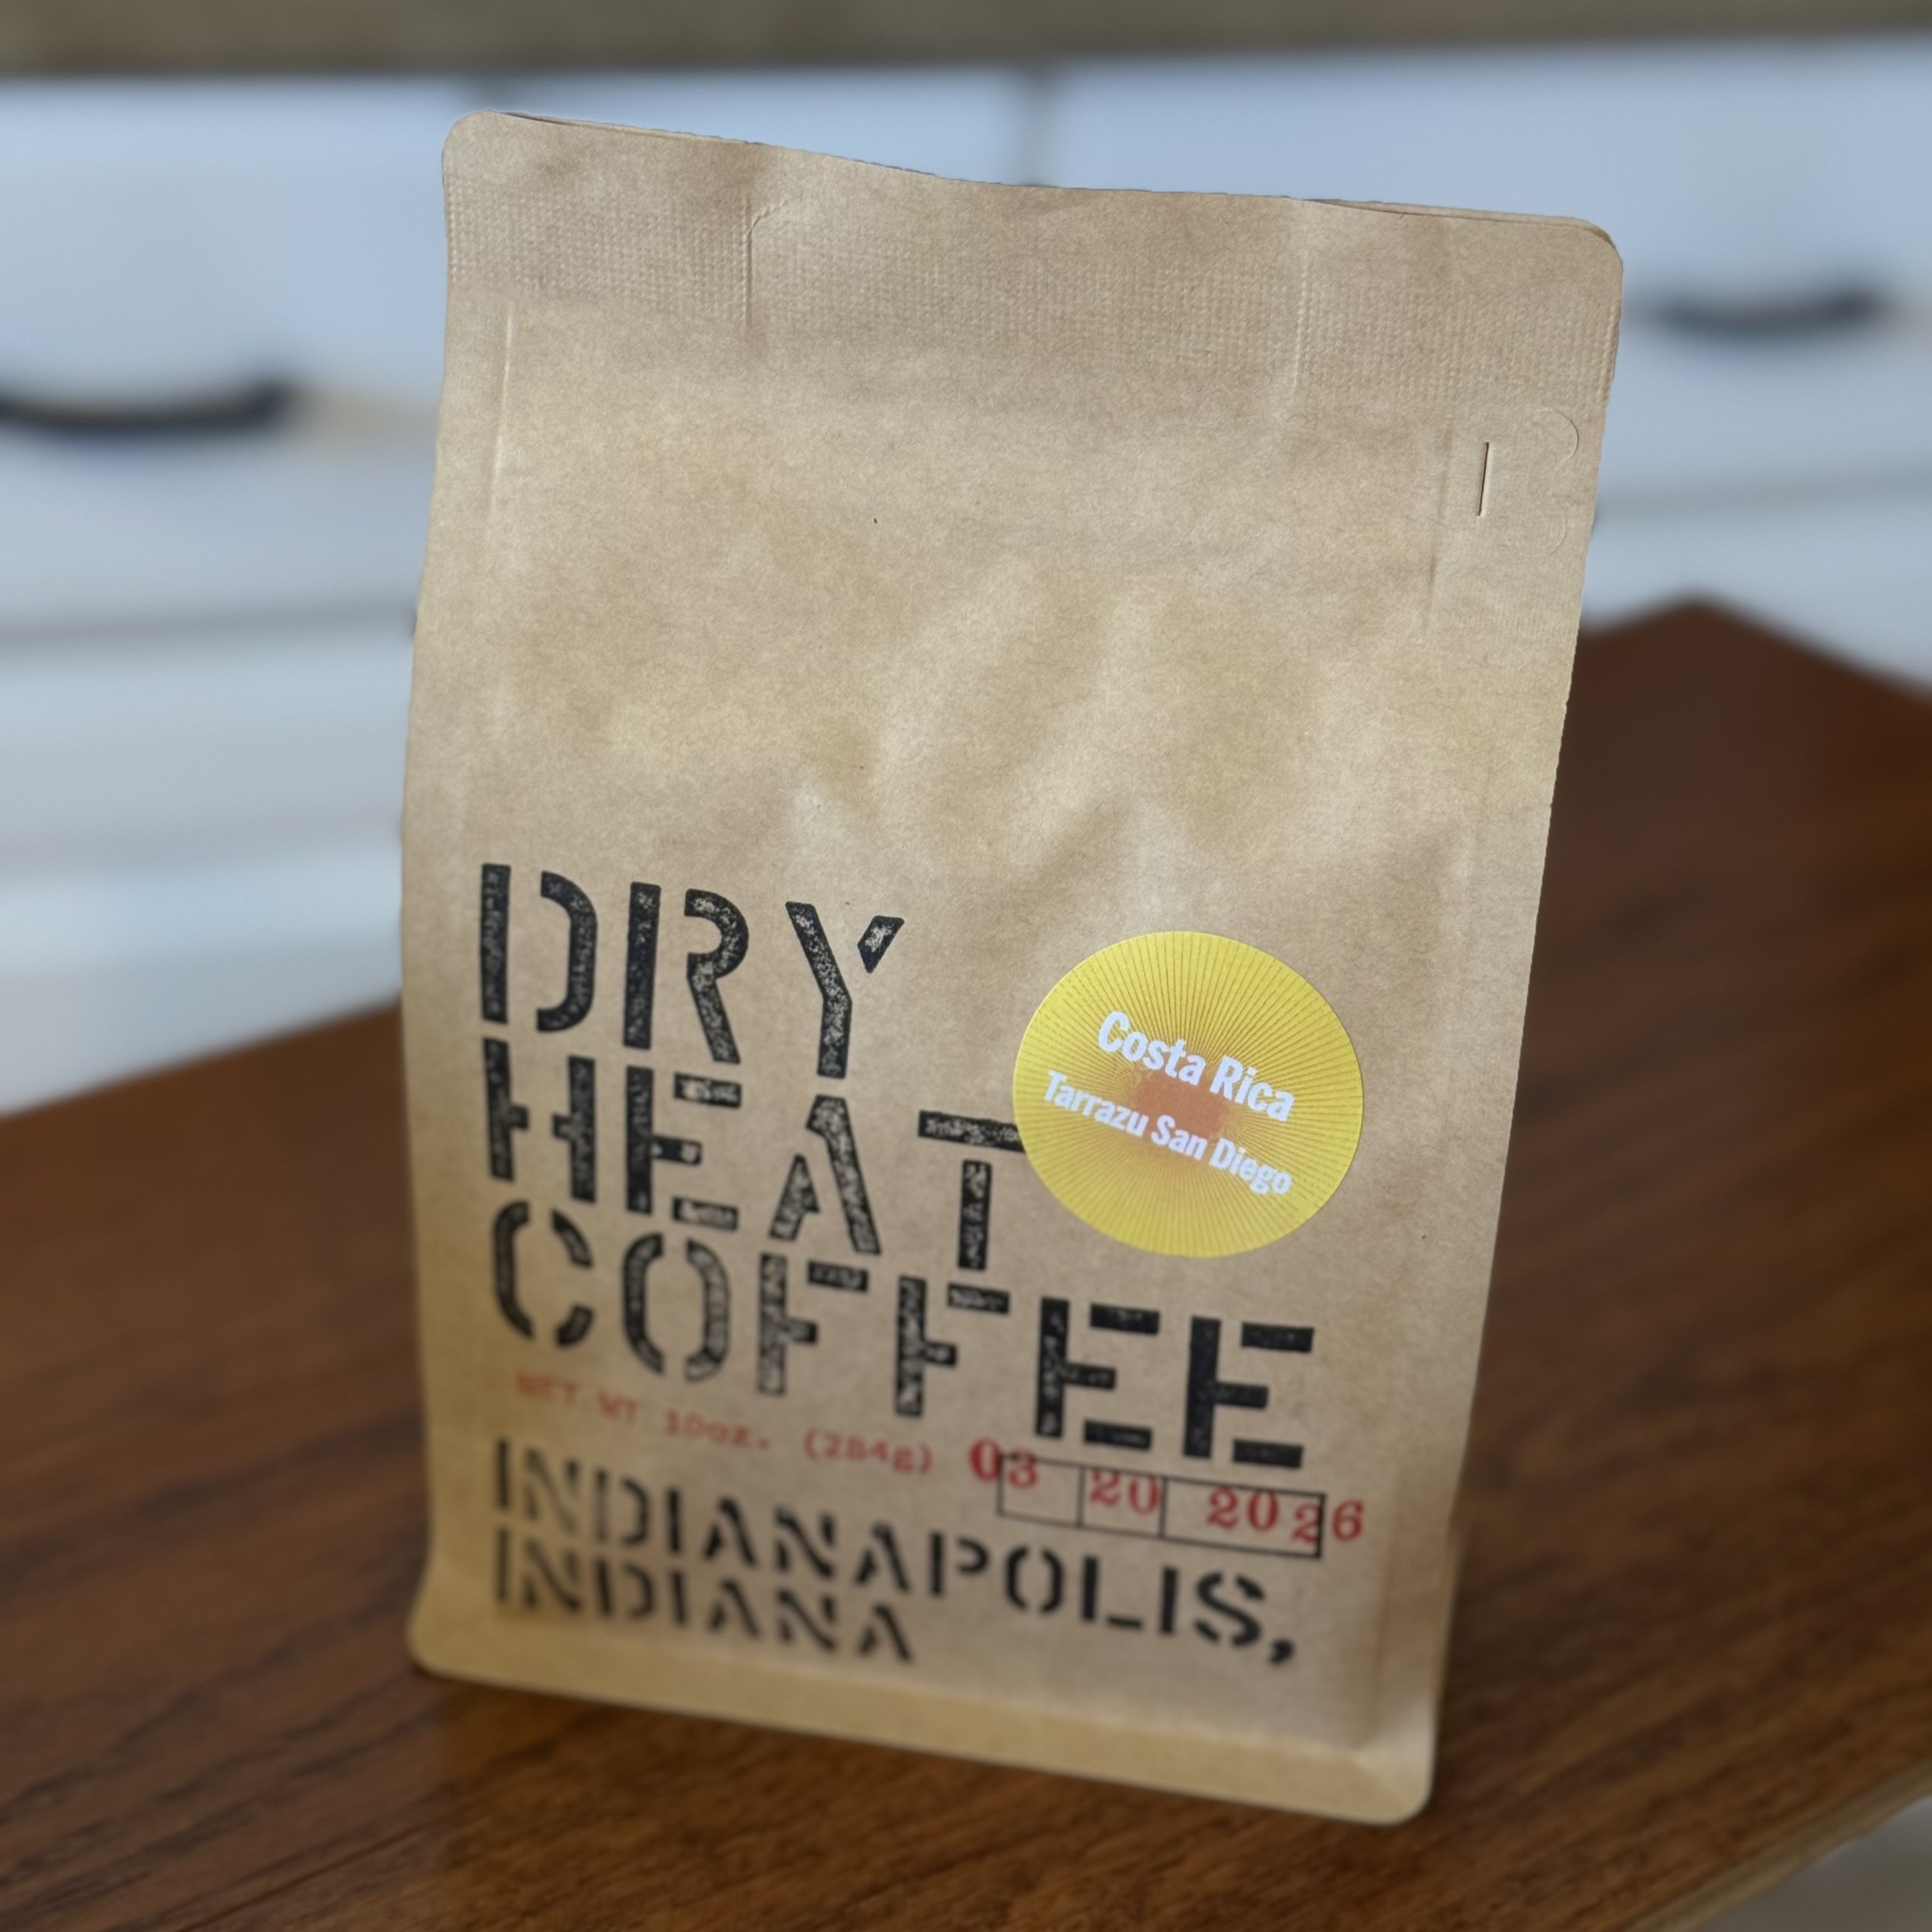 DRY
HEAT
COFFEE
Costa Rica
Tarrazu San Diego
NET WT 10oz. (284g)
03 20 2026
INDIANAPOLIS,
INDIANA